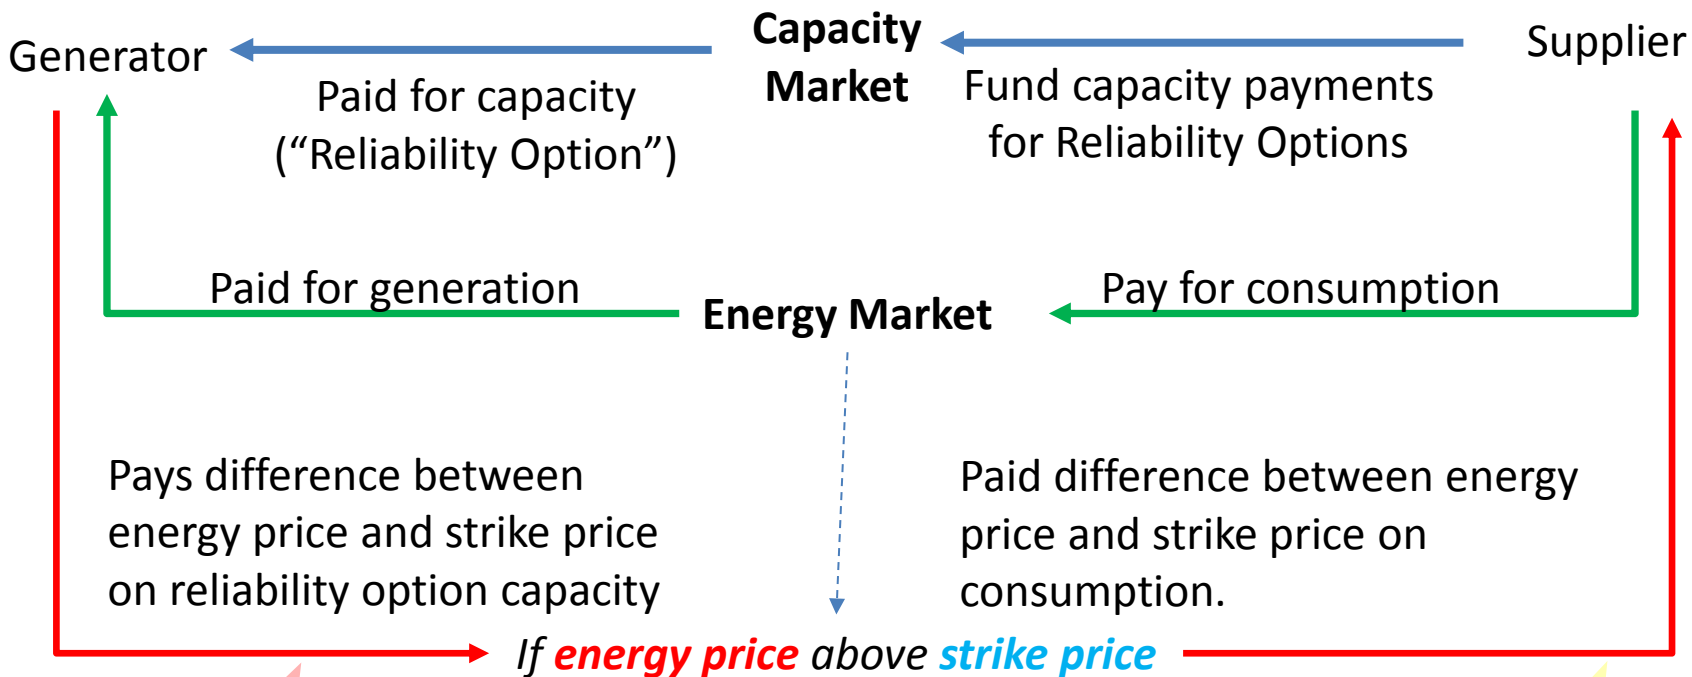 Generator
Capacity
Market
Supplier
Paid for capacity
(“Reliability Option”)
Fund capacity payments
for Reliability Options
Paid for generation
Energy Market
Pay for consumption
Pays difference between
energy price and strike price
on reliability option capacity
Paid difference between energy
price and strike price on
consumption.
If energy price above strike price